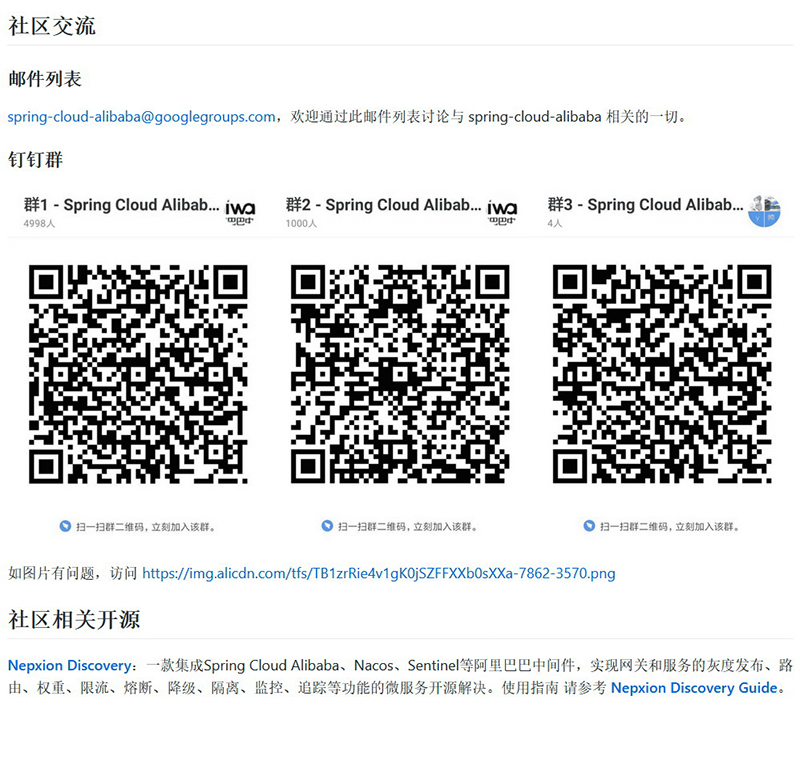 社区交流
邮件列表
spring-cloud-alibaba@googlegroups.com，欢迎通过此邮件列表讨论与 spring-cloud-alibaba 相关的一切。
钉钉群
群1 - Spring Cloud Alibab...
4998人
群2 - Spring Cloud Alibab...
1000人
群3 - Spring Cloud Alibab...
4人
扫一扫群二维码，立刻加入该群。
扫一扫群二维码，立刻加入该群。
扫一扫群二维码，立刻加入该群。
如图片有问题，访问 https://img.alicdn.com/tfs/TB1zrRie4v1gK0jSZFFXXb0sXXa-7862-3570.png
社区相关开源
Nepxion Discovery：一款集成Spring Cloud Alibaba、Nacos、Sentinel等阿里巴巴中间件，实现网关和服务的灰度发布、路
由、权重、限流、熔断、降级、隔离、监控、追踪等功能的微服务开源解决。使用指南 请参考 Nepxion Discovery Guide。